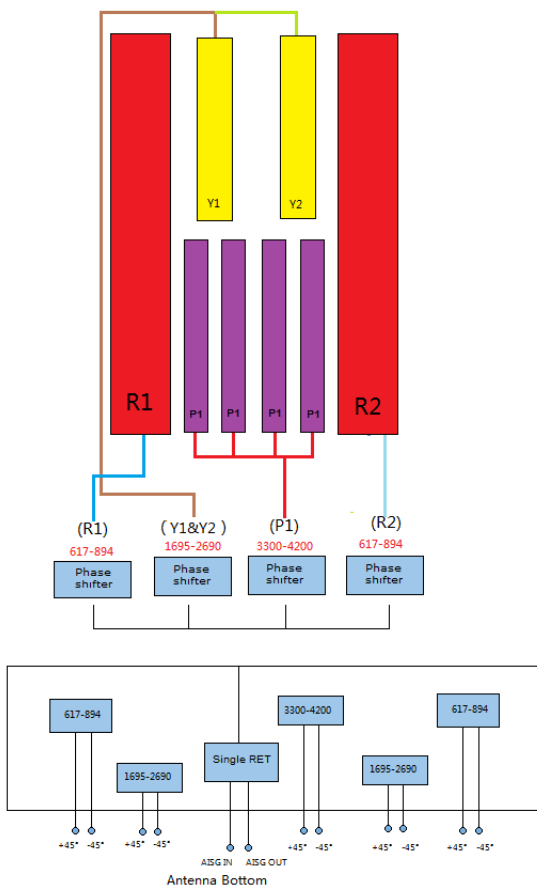 Y1
Y2
R1
P1
P1
P1
P1
R2
(R1)
( Y1&Y2 )
(P1)
(R2)
617-894
1695-2690
3300-4200
617-894
Phase
shifter
Phase
shifter
Phase
shifter
Phase
shifter
617-894
3300-4200
617-894
1695-2690
Single RET
1695-2690
+45°
-45°
+45°
-45°
AISG IN
AISG OUT
+45°
-45°
+45°
-45°
+45°
-45°
Antenna Bottom